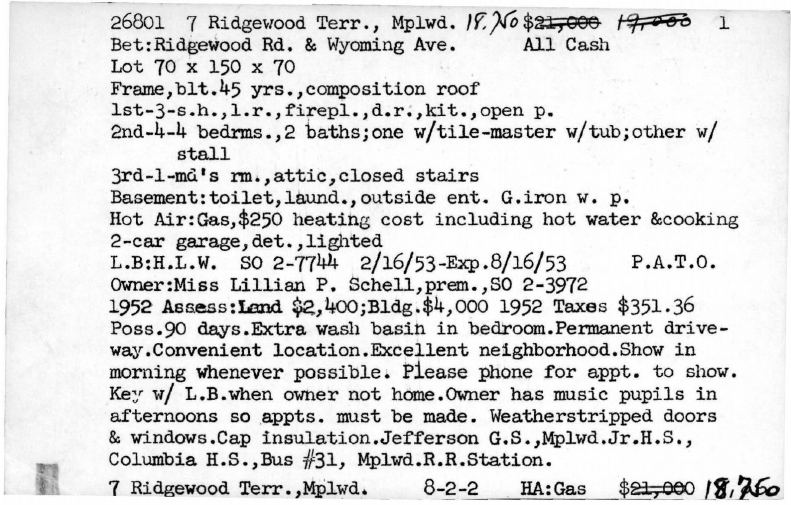 26801  7 Ridgewood Terr., Mplwd. 18,750 $21,000 19,000  1
Bet:Ridgewood Rd. & Wyoming Ave.  All Cash
Lot 70 x 150 x 70
Frame,blt.45 yrs.,composition roof
1st-3-s.h.,l.r.,firepl.,d.r.,kit.,open p.
2nd-4-4 bedrms.,2 baths;one w/tile-master w/tub;other w/
stall
3rd-1-md's rm.,attic,closed stairs
Basement:toilet,laund.,outside ent. G.iron w. p.
Hot Air:Gas,$250 heating cost including hot water &cooking
2-car garage,det.,lighted
L.B:H.L.W.  SO 2-7744  2/16/53-Exp.8/16/53  P.A.T.O.
Owner:Miss Lillian P. Schell,prem.,SO 2-3972
1952 Assess:Land $2,400;Bldg.$4,000 1952 Taxes $351.36
Poss.90 days.Extra wash basin in bedroom.Permanent drive-
way.Convenient location.Excellent neighborhood.Show in
morning whenever possible. Please phone for appt. to show.
Key w/ L.B.when owner not home.Owner has music pupils in
afternoons so appts. must be made. Weatherstripped doors
& windows.Cap insulation.Jefferson G.S.,Mplwd.Jr.H.S.,
Columbia H.S.,Bus #31, Mplwd.R.R.Station.
7 Ridgewood Terr.,Mplwd.  8-2-2  HA:Gas  $21,000 18,750